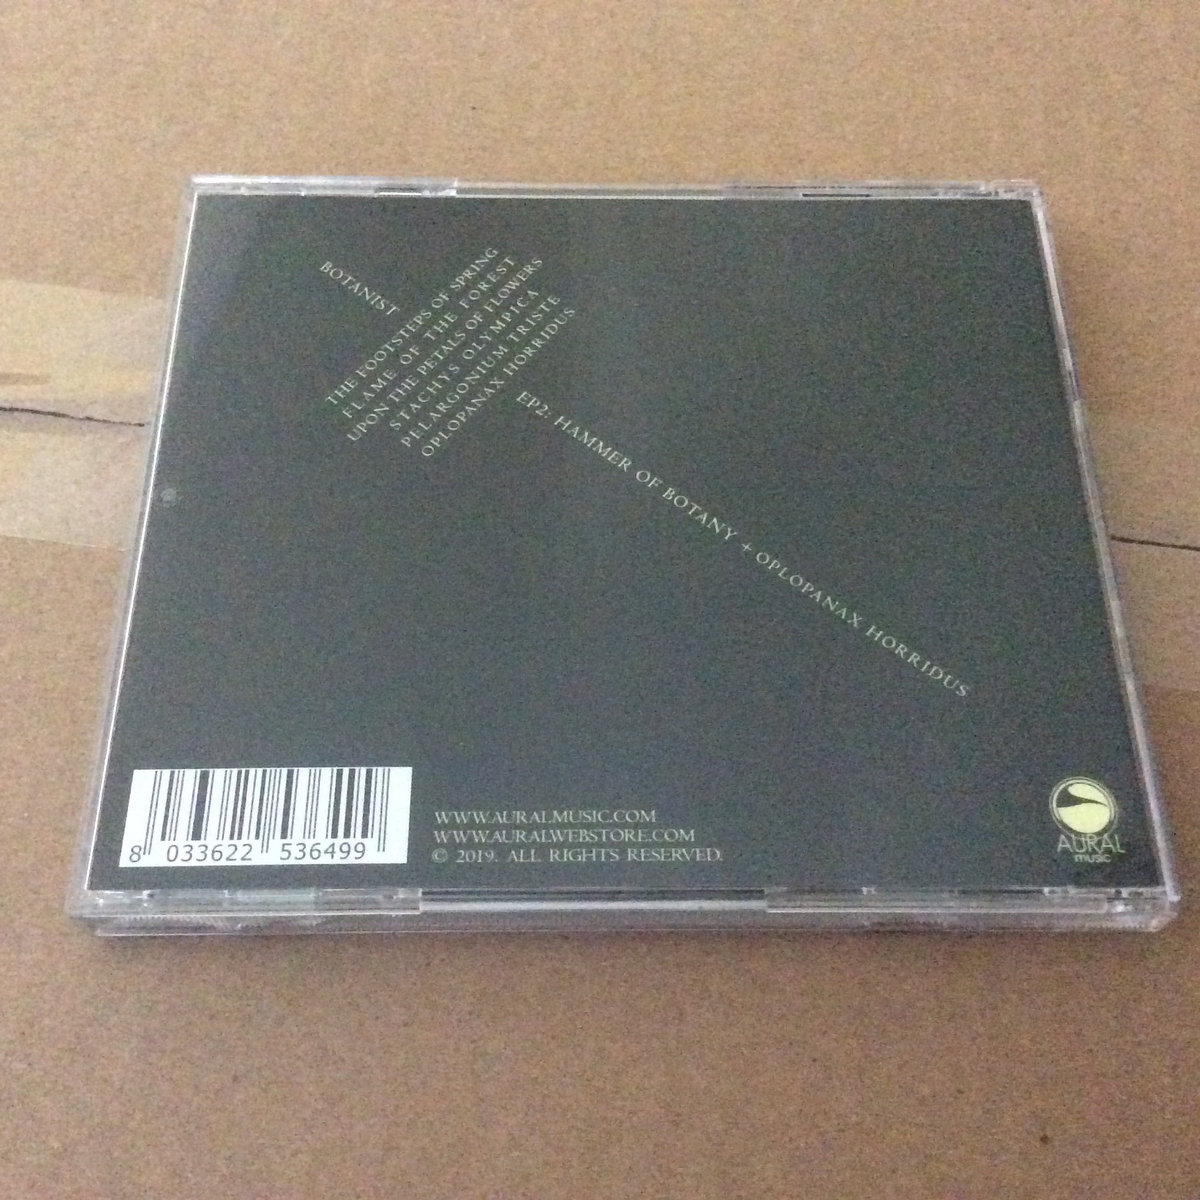 BOTANIST
THE FOOTSTEPS OF SPRING
FLAME OF THE FOREST
UPON THE PETALS OF FLOWERS
STACHYS OLYMPICA
PELARGONIUM TRISTE
OPLOPANAX HORRIDUS
EP2: HAMMER OF BOTANY + OPLOPANAX HORRIDUS
8 033622 536499
WWW.AURALMUSIC.COM
WWW.AURALWEBSTORE.COM
© 2019. ALL RIGHTS RESERVED.
AURAL
music